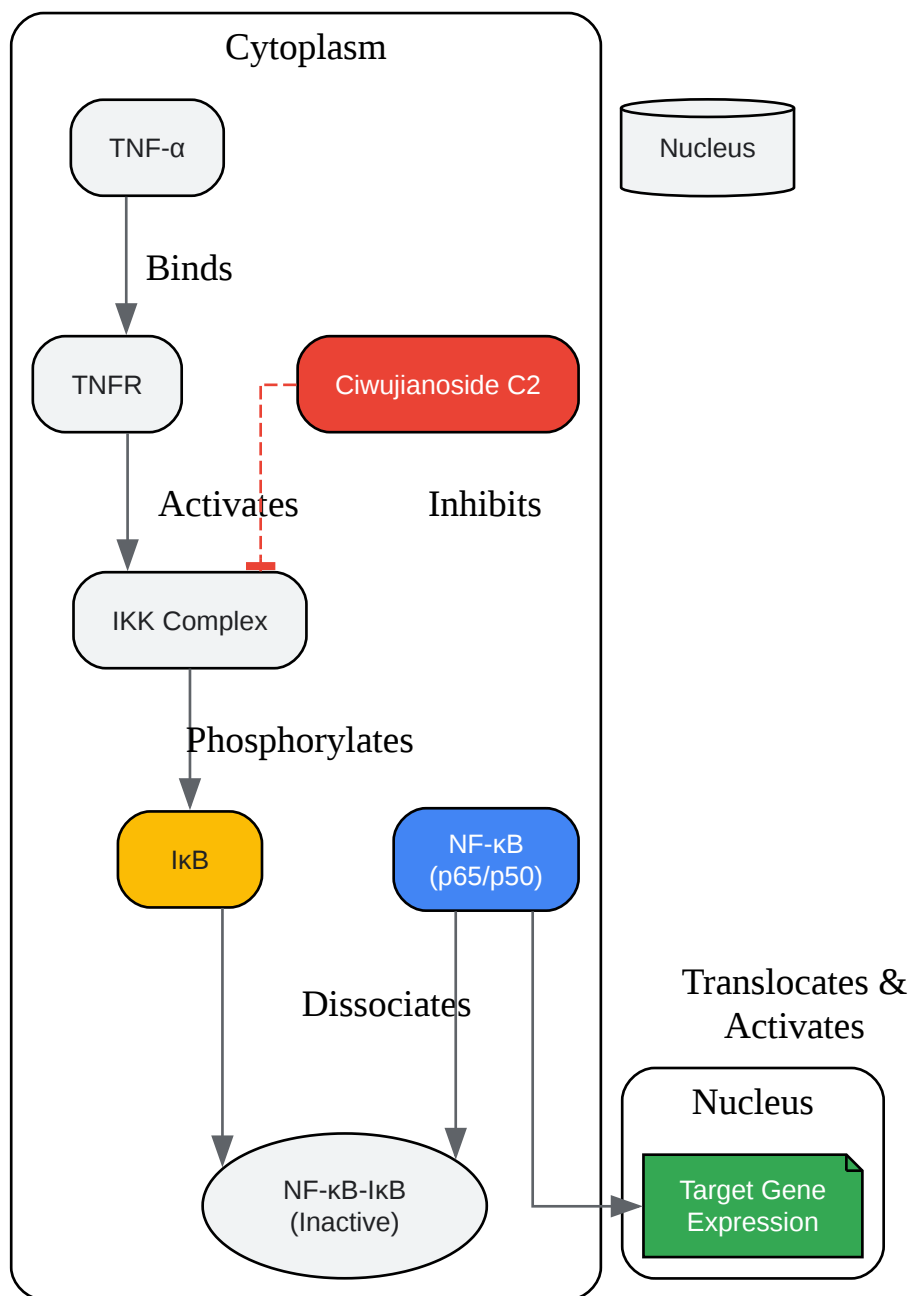 Cytoplasm
TNF-α
Nucleus
Binds
TNFR
Ciwujianoside C2
Activates
Inhibits
IKK Complex
Phosphorylates
IκB
NF-κB
(p65/p50)
Dissociates
Translocates &
Activates
Nucleus
NF-κB-IκB
(Inactive)
Target Gene
Expression